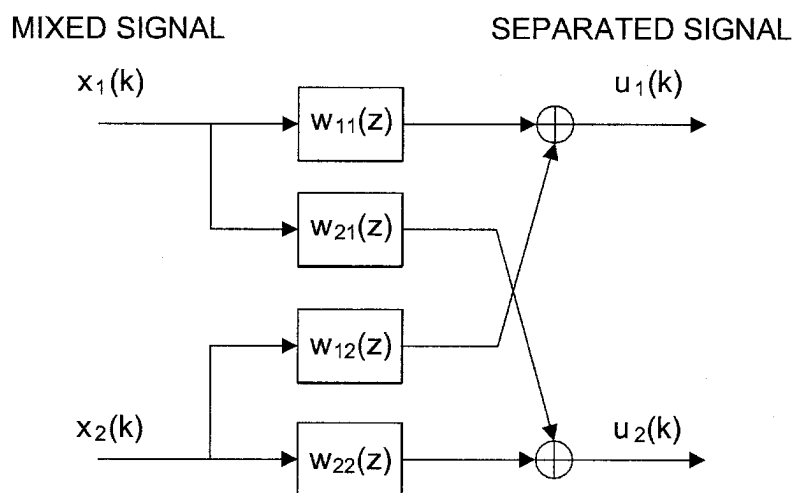 MIXED SIGNAL
SEPARATED SIGNAL
x₁(k)
u₁(k)
w₁₁(z)
w₂₁(z)
w₁₂(z)
x₂(k)
u₂(k)
w₂₂(z)